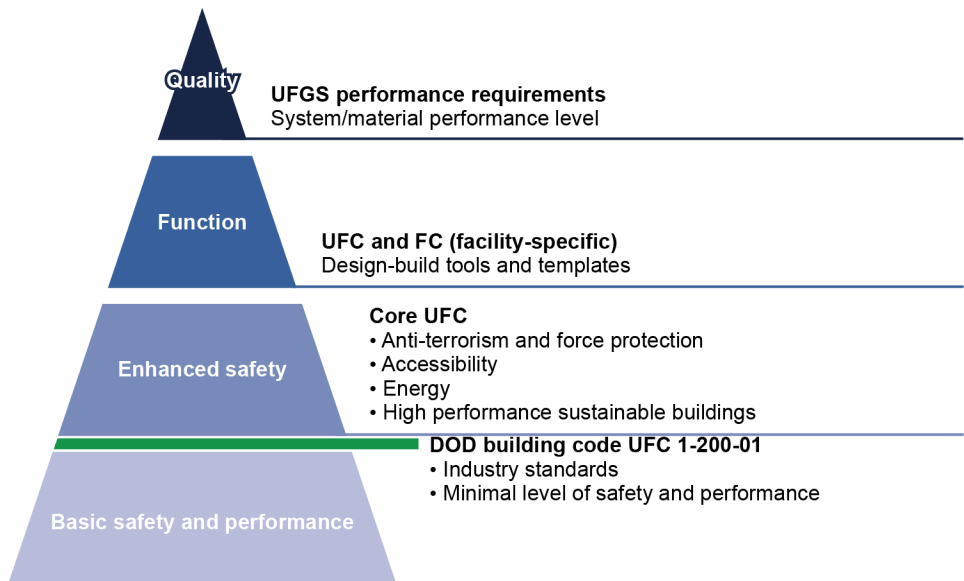 Quality
UFGS performance requirements
System/material performance level
Function
UFC and FC (facility-specific)
Design-build tools and templates
Core UFC
• Anti-terrorism and force protection
• Accessibility
• Energy
• High performance sustainable buildings
Enhanced safety
DOD building code UFC 1-200-01
• Industry standards
• Minimal level of safety and performance
Basic safety and performance